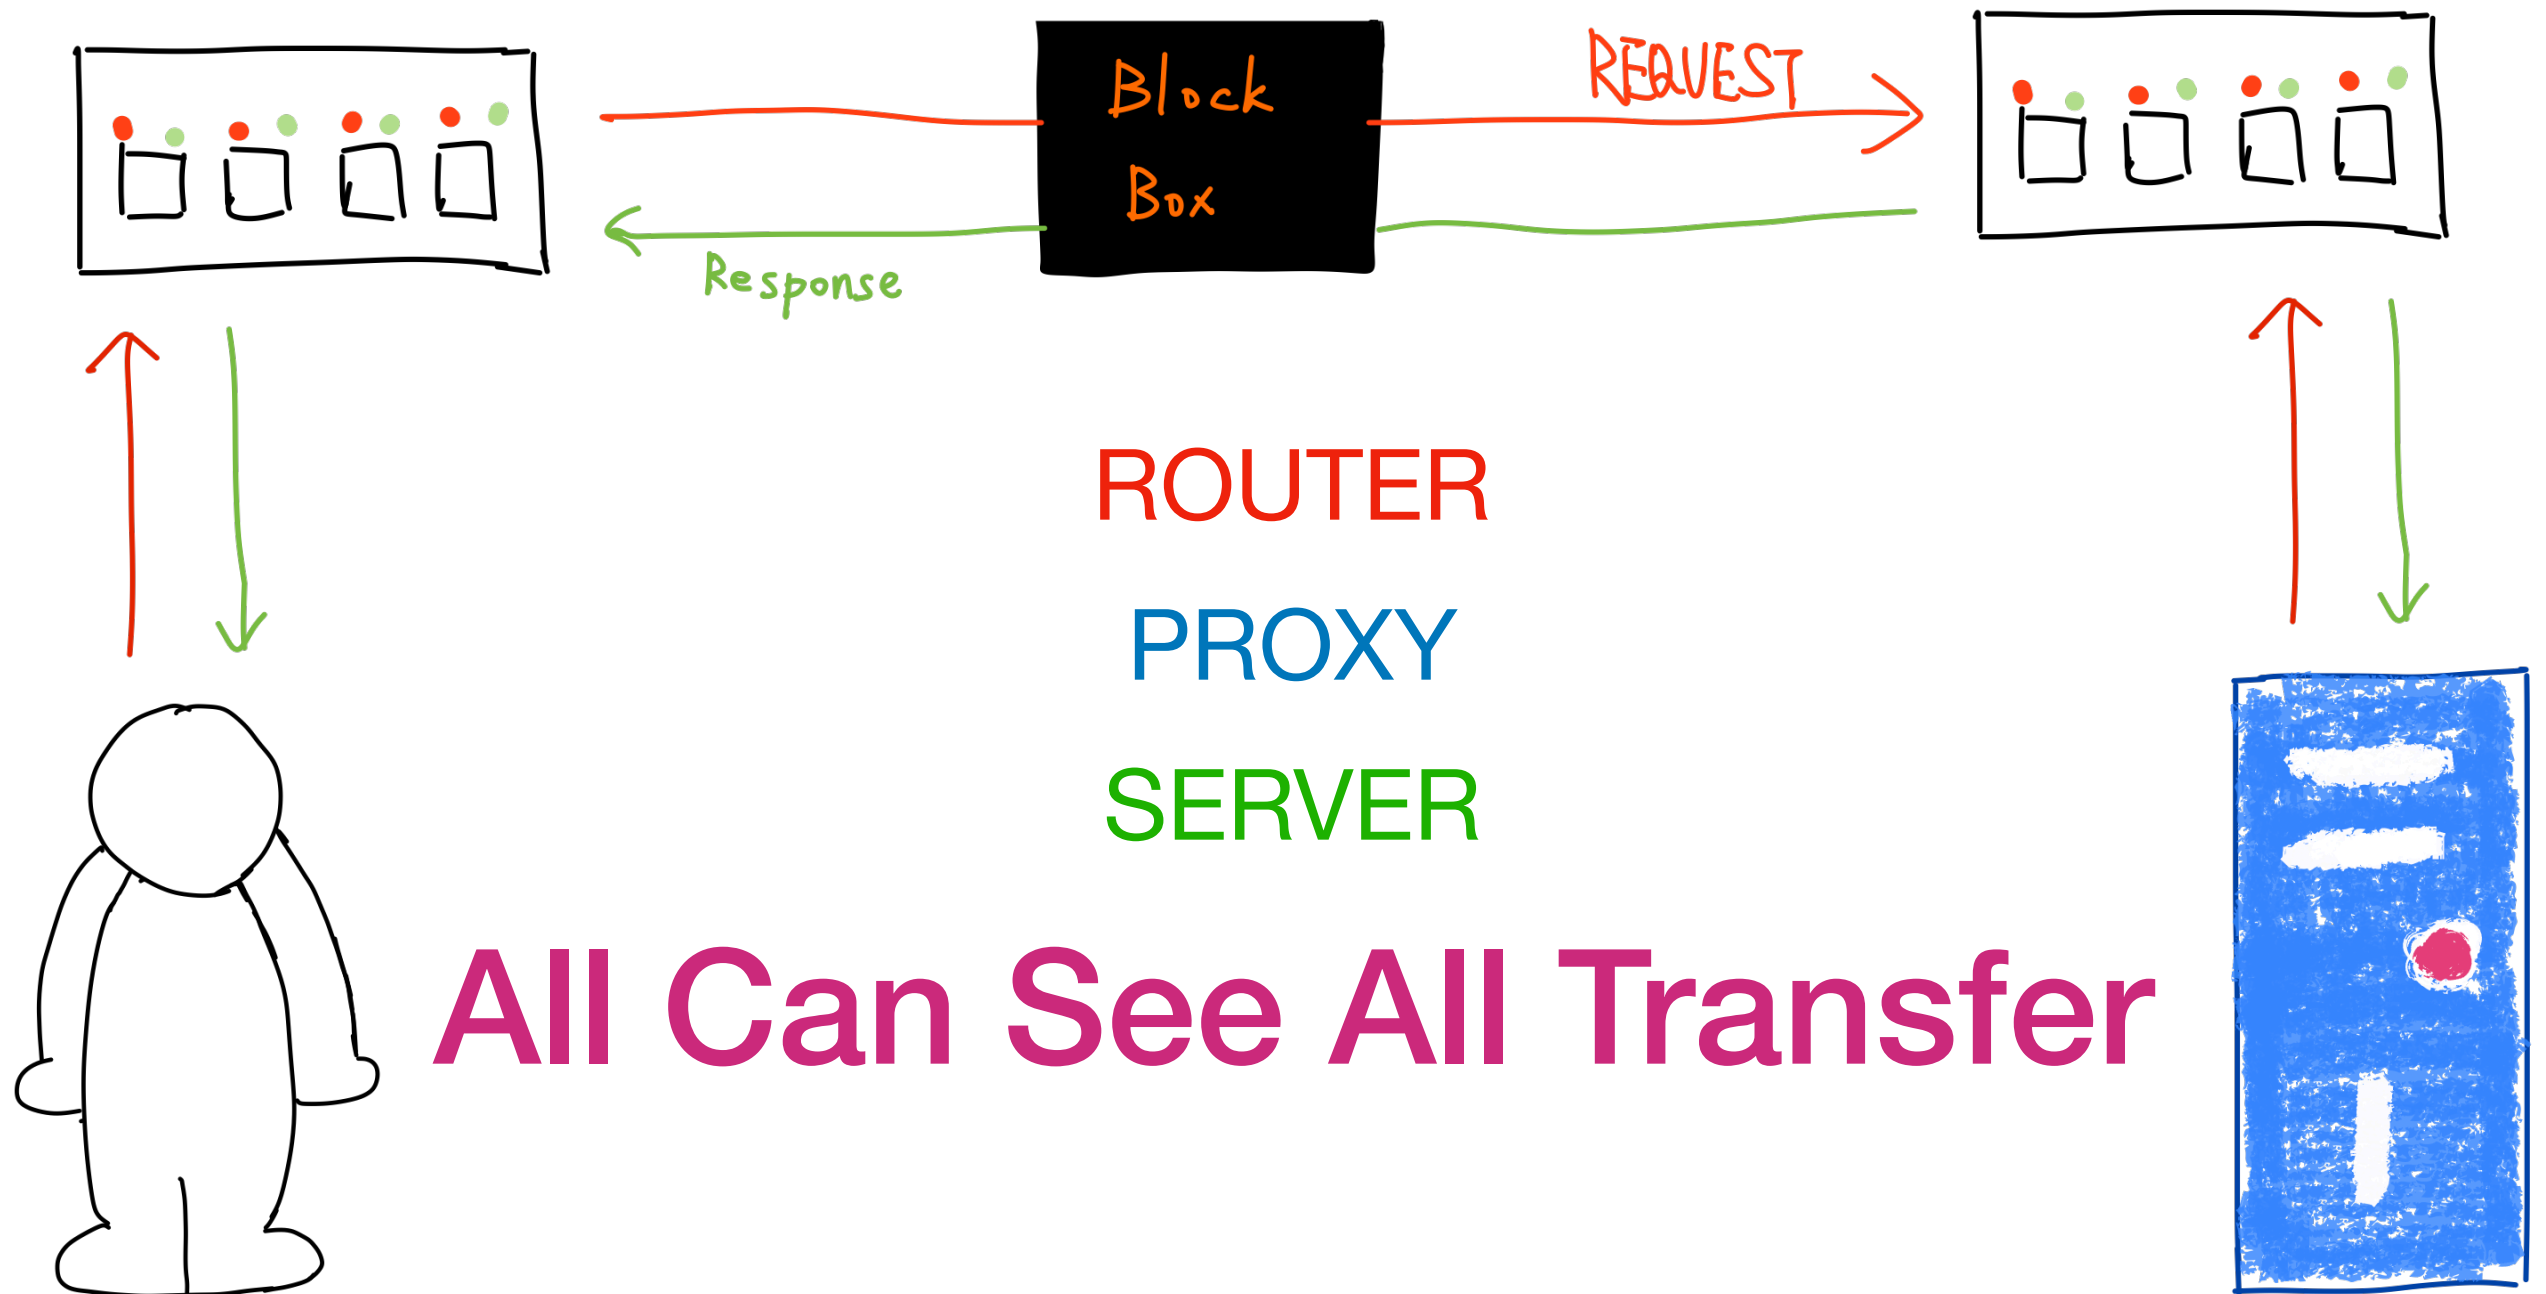 Block
Box
REQUEST
Response
ROUTER
PROXY
SERVER
All Can See All Transfer